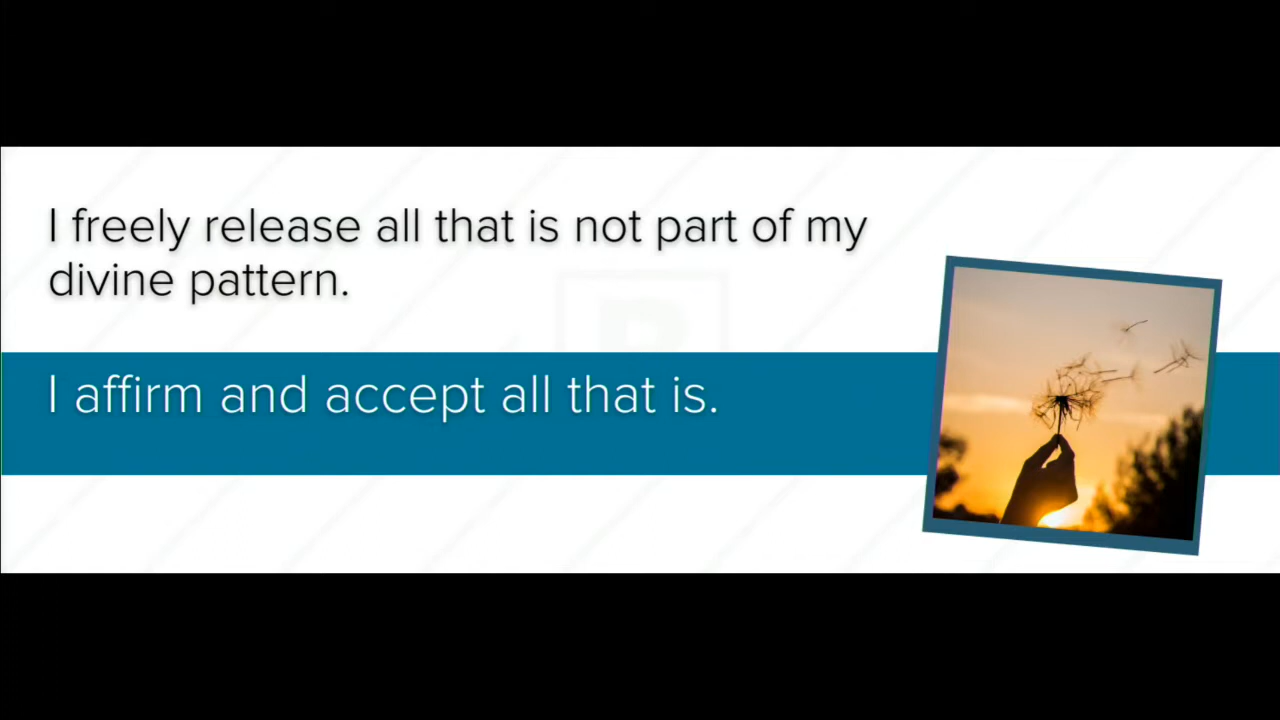 I freely release all that is not part of my
divine pattern.
I affirm and accept all that is.